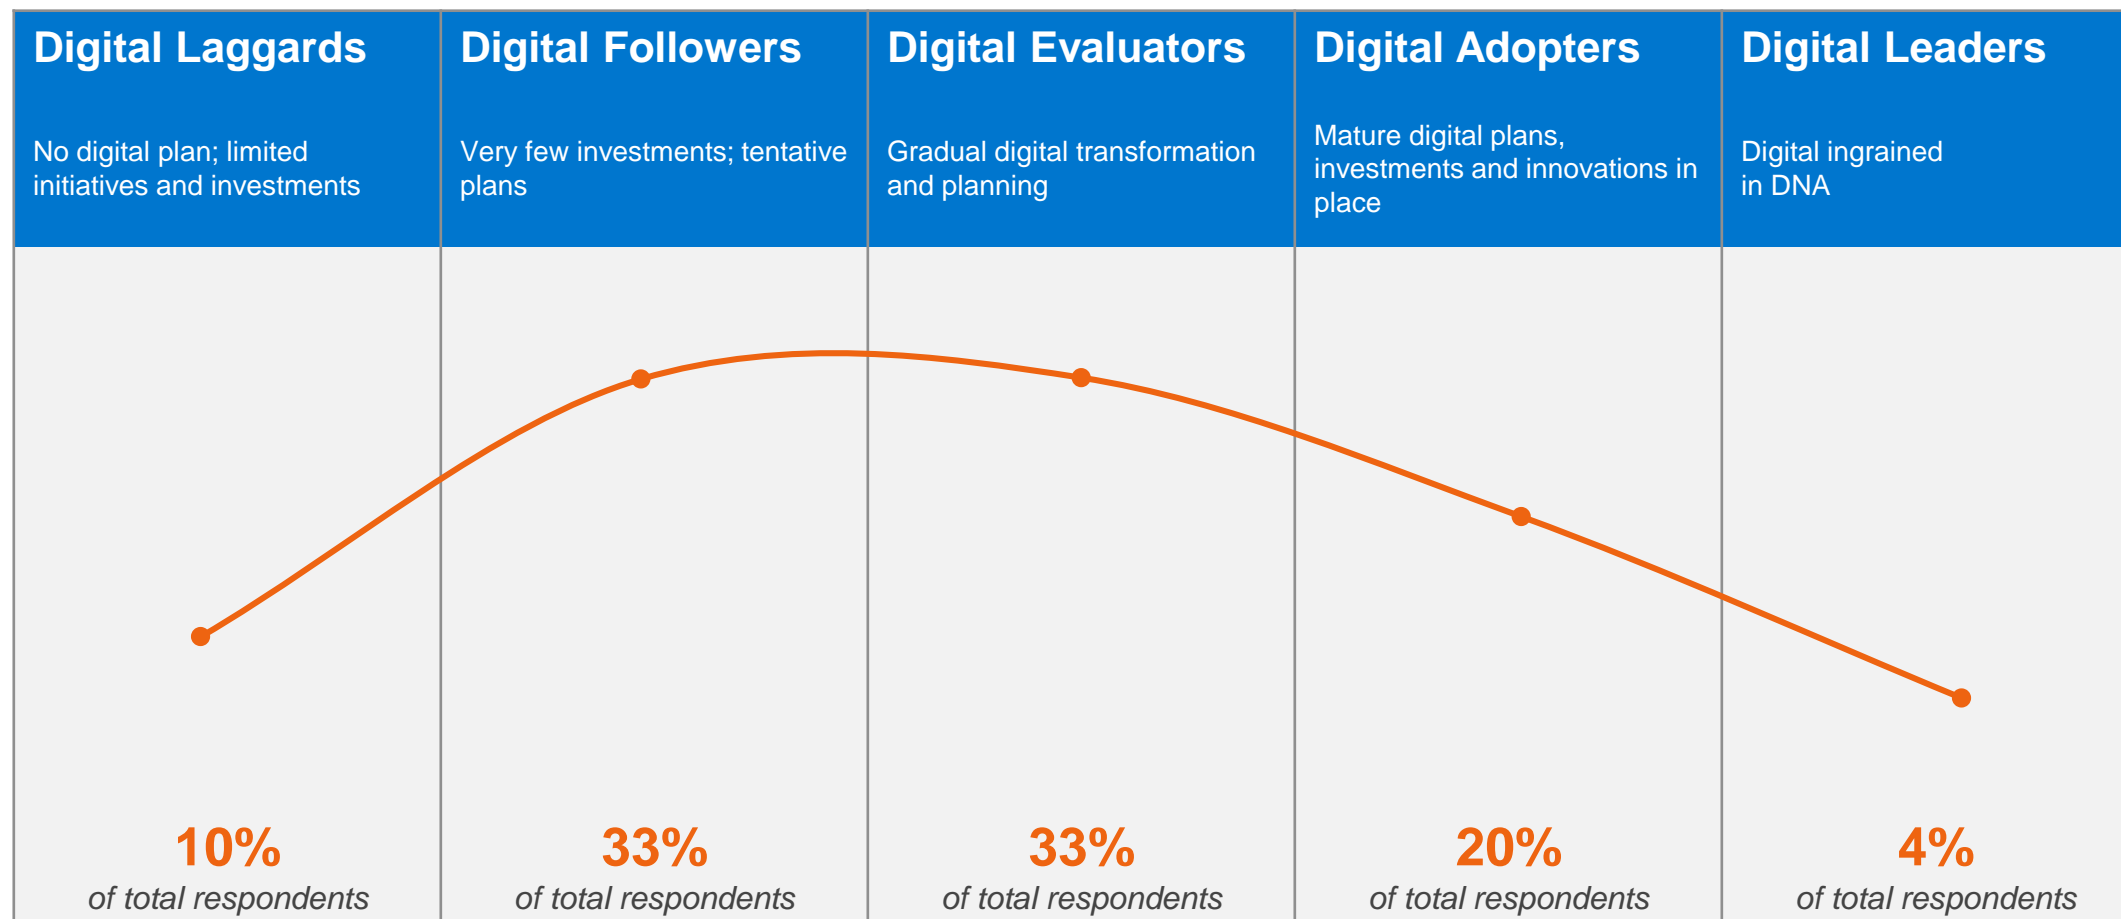 Digital Laggards
No digital plan; limited
initiatives and investments
10%
of total respondents
Digital Followers
Very few investments; tentative
plans
33%
of total respondents
Digital Evaluators
Gradual digital transformation
and planning
33%
of total respondents
Digital Adopters
Mature digital plans,
investments and innovations in
place
20%
of total respondents
Digital Leaders
Digital ingrained
in DNA
4%
of total respondents